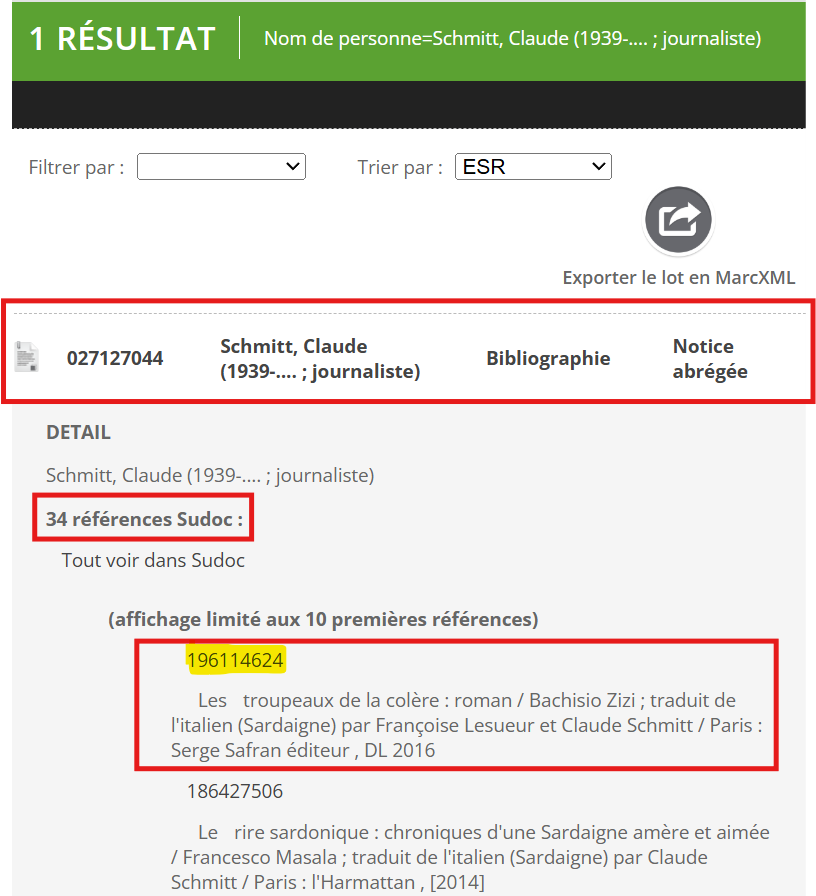 1 RÉSULTAT Nom de personne=Schmitt, Claude (1939-.... ; journaliste)
Filtrer par : Trier par : ESR
Exporter le lot en MarcXML
027127044 Schmitt, Claude (1939-.... ; journaliste) Bibliographie Notice abrégée
DETAIL
Schmitt, Claude (1939-.... ; journaliste)
34 références Sudoc :
Tout voir dans Sudoc
(affichage limité aux 10 premières références)
196114624
Les troupeaux de la colère : roman / Bachisio Zizi ; traduit de
l'italien (Sardaigne) par Françoise Lesueur et Claude Schmitt / Paris :
Serge Safran éditeur , DL 2016
186427506
Le rire sardonique : chroniques d'une Sardaigne amère et aimée
/ Francesco Masala ; traduit de l'italien (Sardaigne) par Claude
Schmitt / Paris : l'Harmattan , [2014]